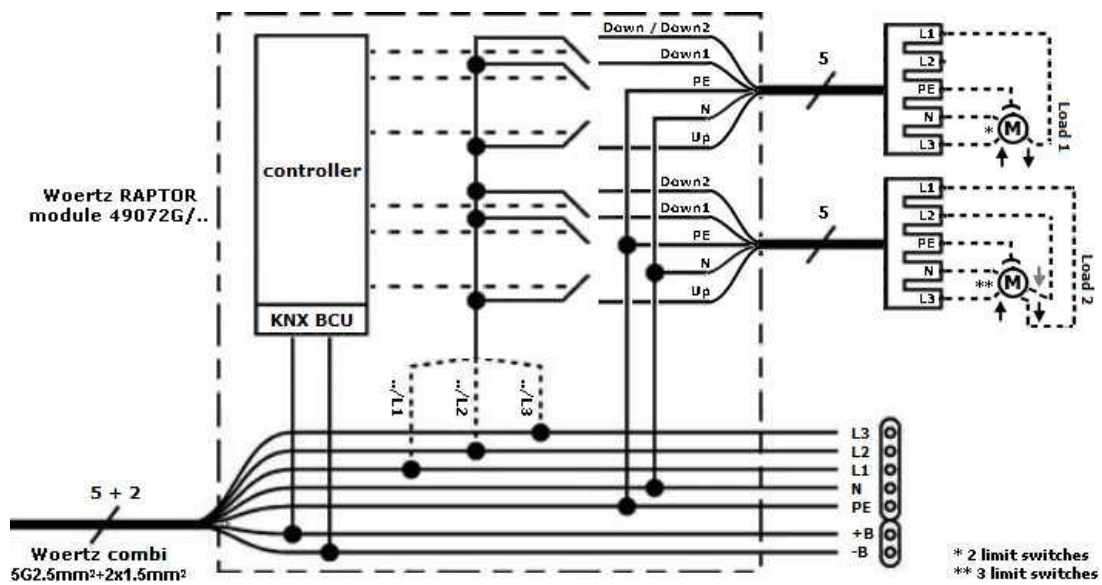 Down / Down2
Down1
PE
N
Up
5
L1
L2
PE
N
L3
*
M
Load 1
controller
Woertz RAPTOR
module 49072G/..
Down2
Down1
PE
N
Up
5
L1
L2
PE
N
L3
**
M
Load 2
KNX BCU
../L1
../L2
../L3
L3
L2
L1
N
PE
+B
-B
5 + 2
Woertz combi
5G2.5mm²+2x1.5mm²
* 2 limit switches
** 3 limit switches